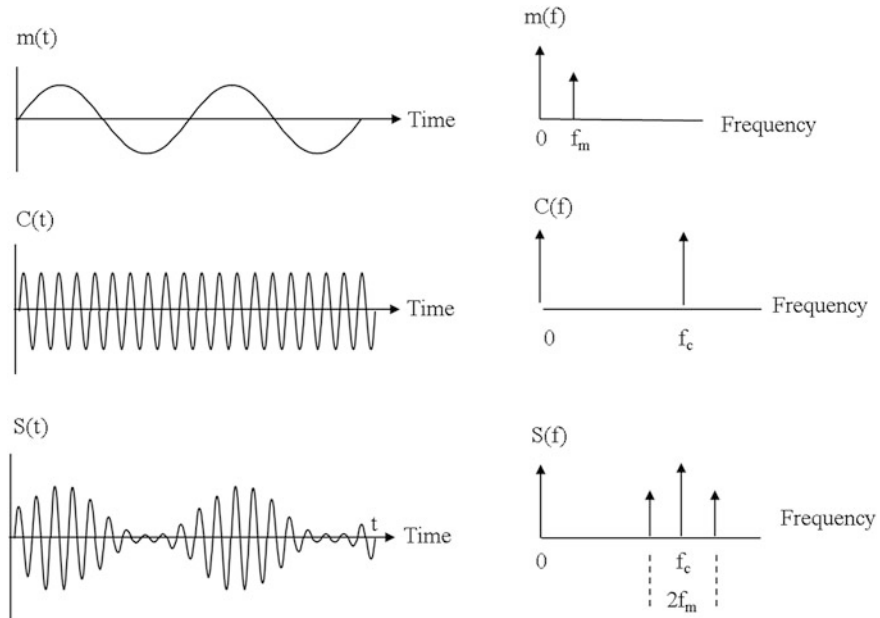 m(t)
Time
m(f)
0
f_m
Frequency
C(t)
Time
C(f)
0
f_c
Frequency
S(t)
t
Time
S(f)
0
f_c
2f_m
Frequency